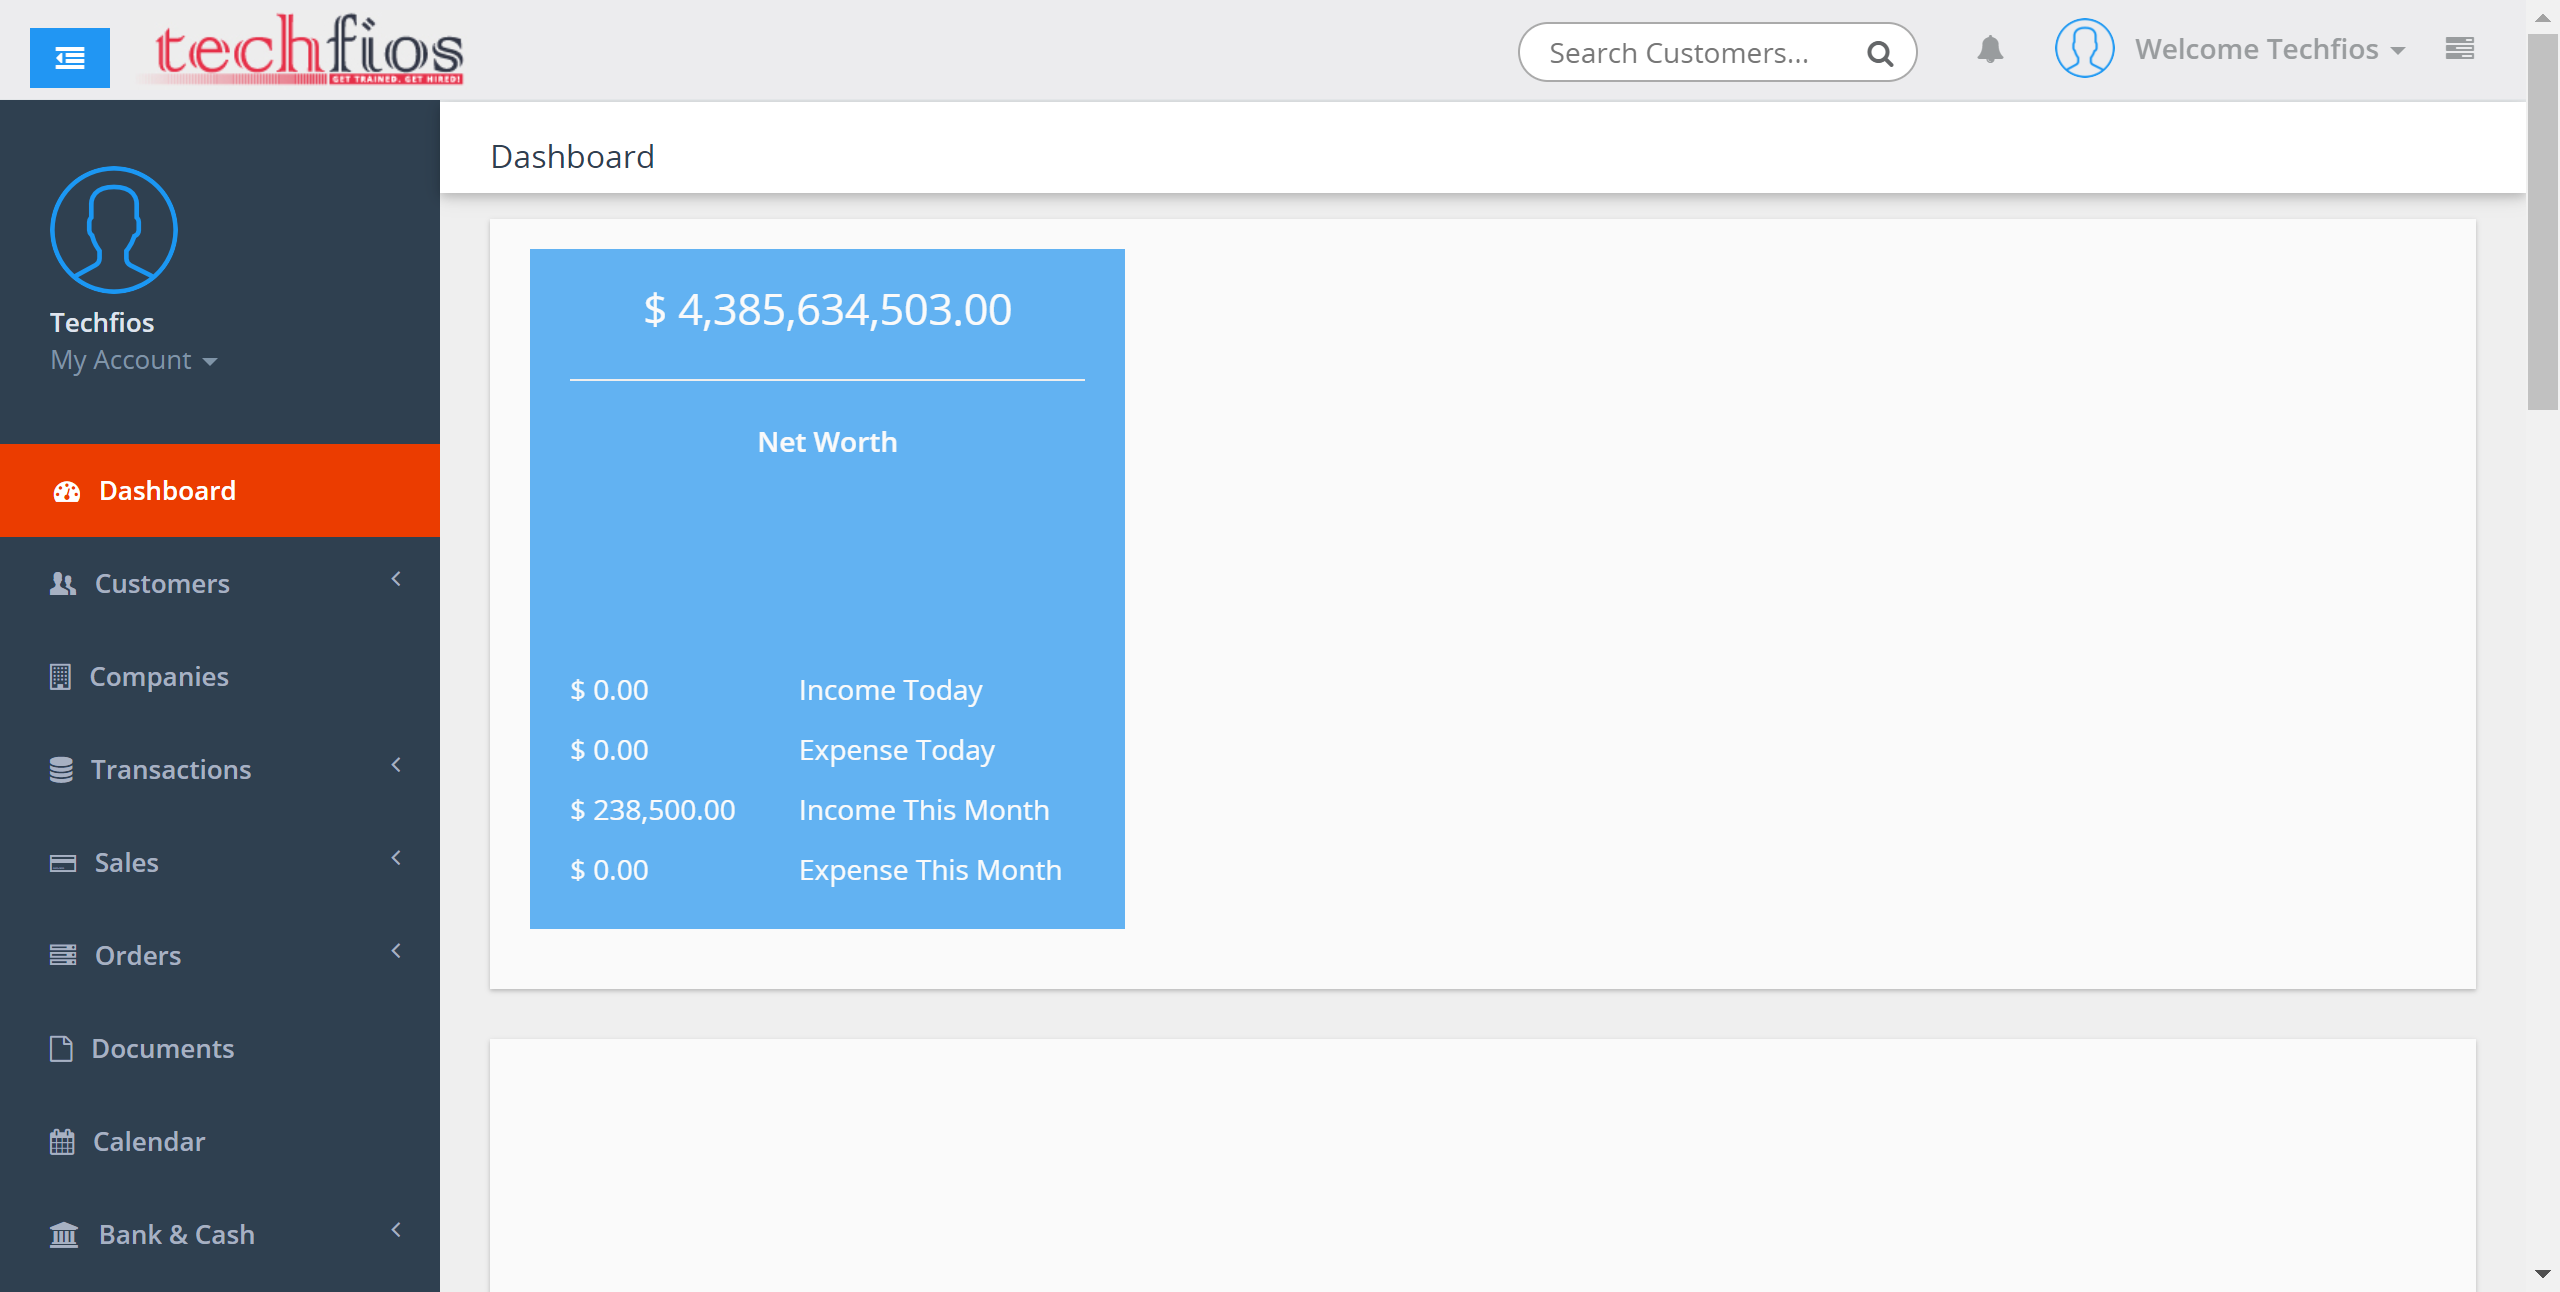 techfios
GET TRAINED. GET HIRED!
Search Customers...
Welcome Techfios
Techfios
My Account
Dashboard
Customers
Companies
Transactions
Sales
Orders
Documents
Calendar
Bank & Cash
Dashboard
$ 4,385,634,503.00
Net Worth
$ 0.00 Income Today
$ 0.00 Expense Today
$ 238,500.00 Income This Month
$ 0.00 Expense This Month